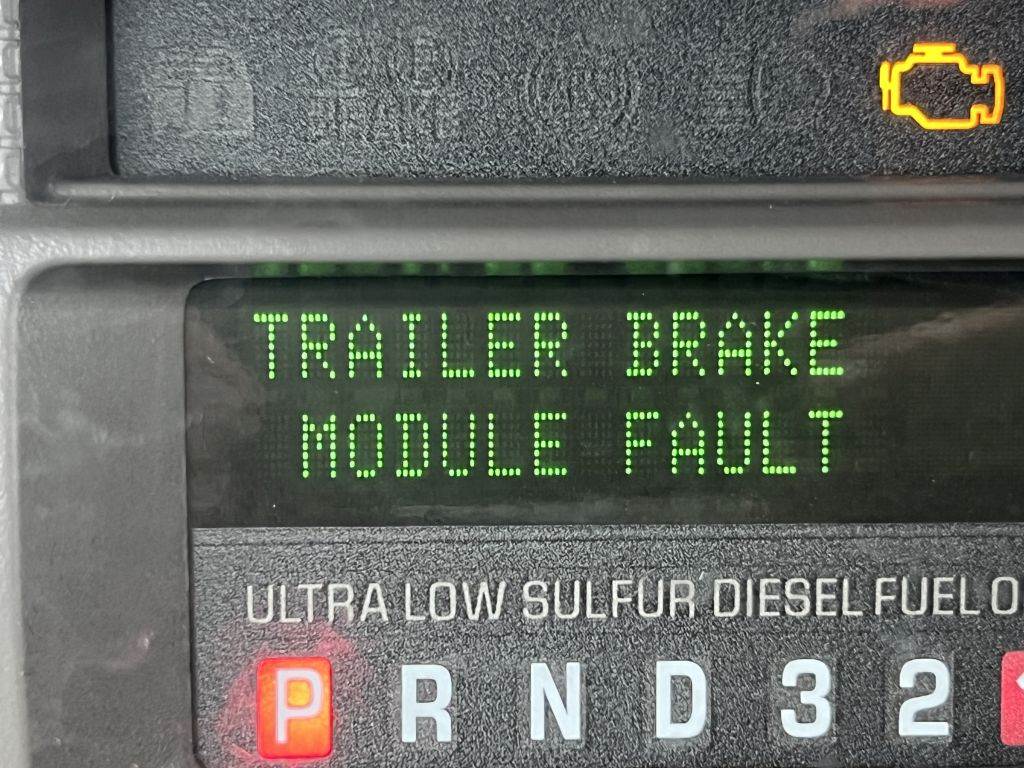 TRAILER BRAKE
MODULE FAULT
ULTRA LOW SULFUR DIESEL FUEL O
P R N D 3 2